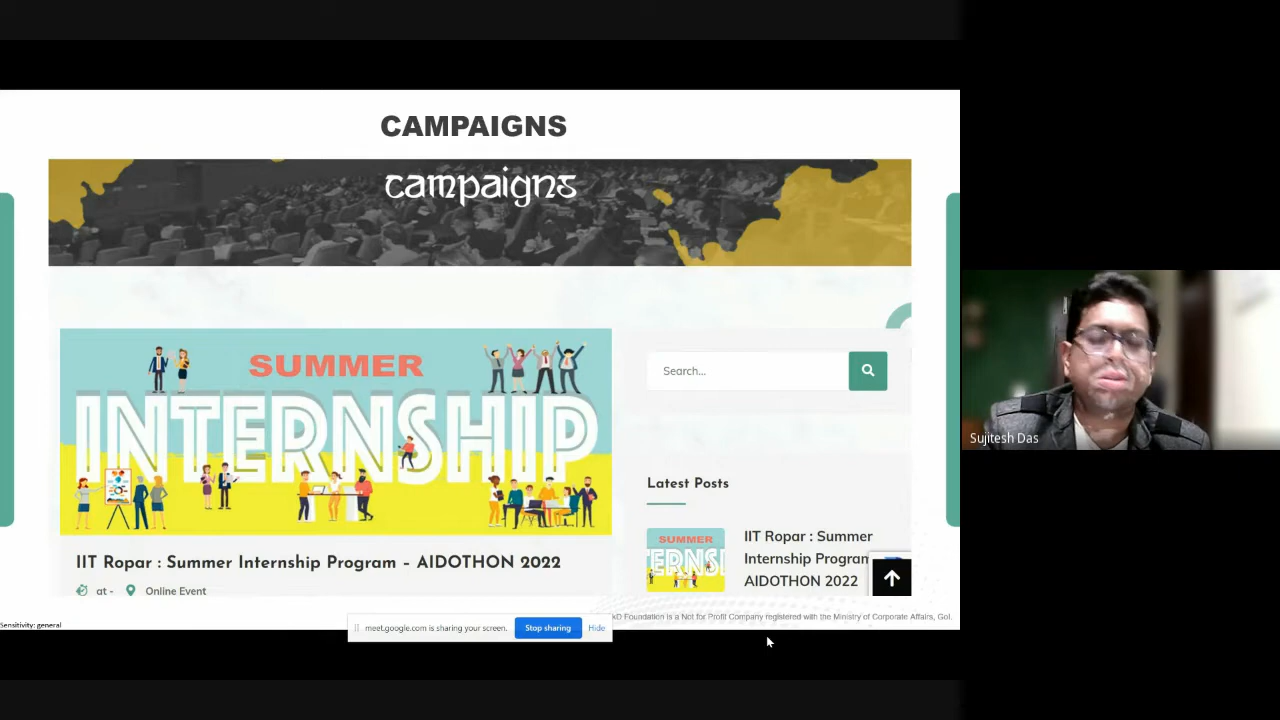 CAMPAIGNS
campaigns
SUMMER
INTERNSHIP
Search...
Latest Posts
SUMMER
IIT Ropar : Summer
Internship Program
AIDOTHON 2022
IIT Ropar : Summer Internship Program – AIDOTHON 2022
at -
Online Event
Sujitesh Das
D Foundation is a Not for Profit Company registered with the Ministry of Corporate Affairs, GoI.
Sensitivity: general
meet.google.com is sharing your screen.
Stop sharing
Hide